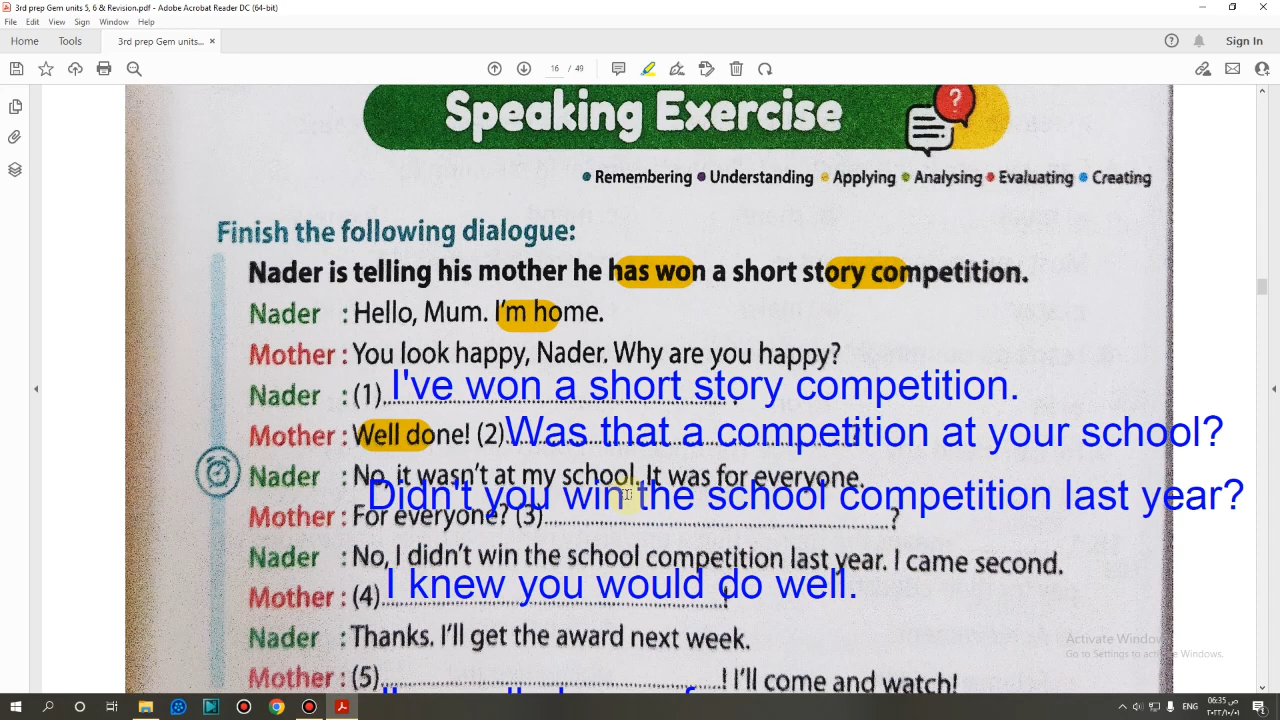 3rd prep Gem units 5, 6 & Revision.pdf - Adobe Acrobat Reader DC (64-bit)
File Edit View Sign Window Help
Home Tools 3rd prep Gem units... × Sign In
16 / 49
Speaking Exercise
Remembering Understanding Applying Analysing Evaluating Creating
Finish the following dialogue:
Nader is telling his mother he has won a short story competition.
Nader : Hello, Mum. I'm home.
Mother : You look happy, Nader. Why are you happy?
Nader : (1) I've won a short story competition.
Mother : Well done! (2) Was that a competition at your school?
Nader : No, it wasn't at my school. It was for everyone.
Didn't you win the school competition last year?
Mother : For everyone? (3)..............................?
Nader : No, I didn't win the school competition last year. I came second.
I knew you would do well.
Mother : (4)..............................!
Nader : Thanks. I'll get the award next week.
Mother : (5)..............................! I'll come and watch!
Activate Windows
Go to Settings to activate Windows.
ENG
06:35 ص